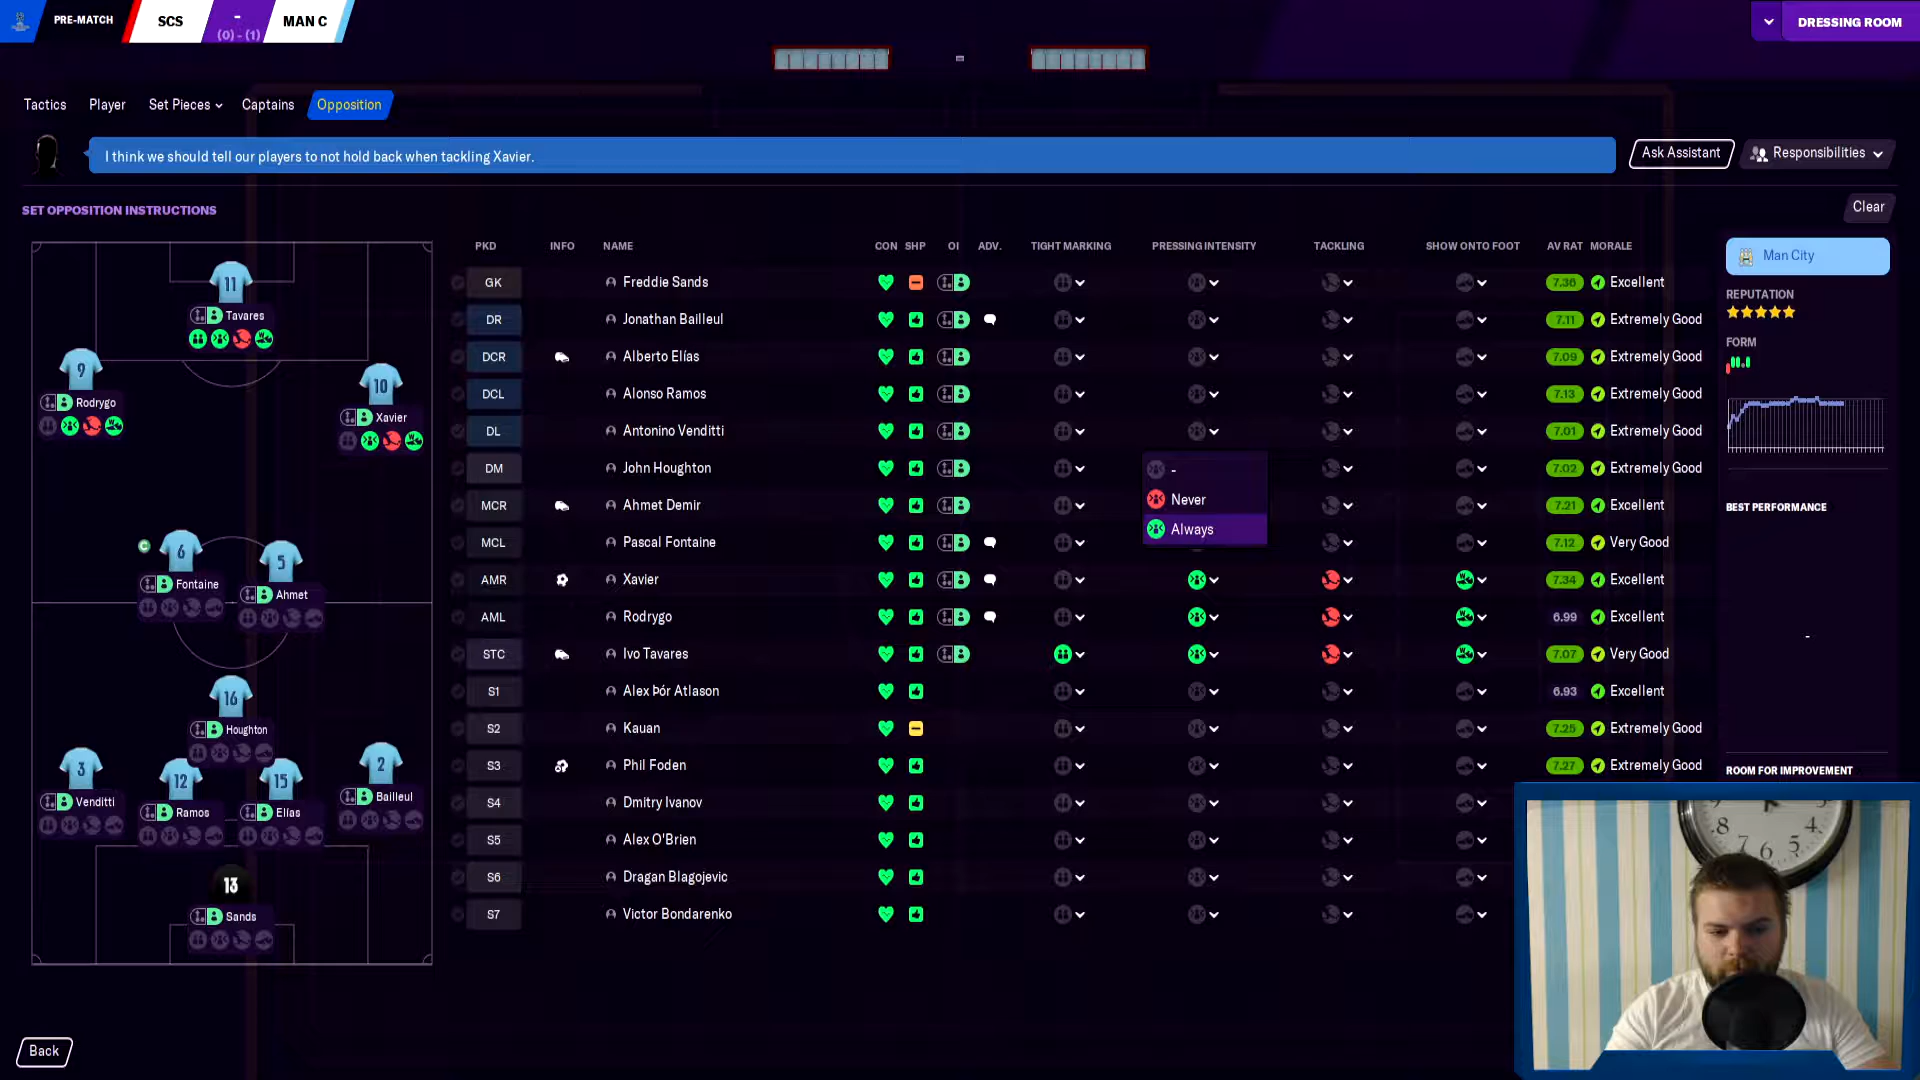 PRE-MATCH
SCS
-
(0) - (1)
MAN C
DRESSING ROOM
Tactics
Player
Set Pieces
Captains
Opposition
I think we should tell our players to not hold back when tackling Xavier.
Ask Assistant
Responsibilities
SET OPPOSITION INSTRUCTIONS
Clear
PKD INFO NAME CON SHP OI ADV. TIGHT MARKING PRESSING INTENSITY TACKLING SHOW ONTO FOOT AV RAT MORALE
GK Freddie Sands 7.36 Excellent
DR Jonathan Bailleul 7.11 Extremely Good
DCR Alberto Elías 7.09 Extremely Good
DCL Alonso Ramos 7.13 Extremely Good
DL Antonino Venditti 7.01 Extremely Good
DM John Houghton - 7.02 Extremely Good
Never
MCR Ahmet Demir 7.21 Excellent
Always
MCL Pascal Fontaine 7.12 Very Good
AMR Xavier 7.34 Excellent
AML Rodrygo 6.99 Excellent
STC Ivo Tavares 7.07 Very Good
S1 Alex Þór Atlason 6.93 Excellent
S2 Kauan 7.25 Extremely Good
S3 Phil Foden 7.27 Extremely Good
S4 Dmitry Ivanov
S5 Alex O'Brien
S6 Dragan Blagojevic
S7 Victor Bondarenko
11
Tavares
9
Rodrygo
10
Xavier
C
6
Fontaine
5
Ahmet
16
Houghton
3
Venditti
12
Ramos
15
Elías
2
Bailleul
13
Sands
Man City
REPUTATION
FORM
BEST PERFORMANCE
-
ROOM FOR IMPROVEMENT
8 7 6 5 4
Back